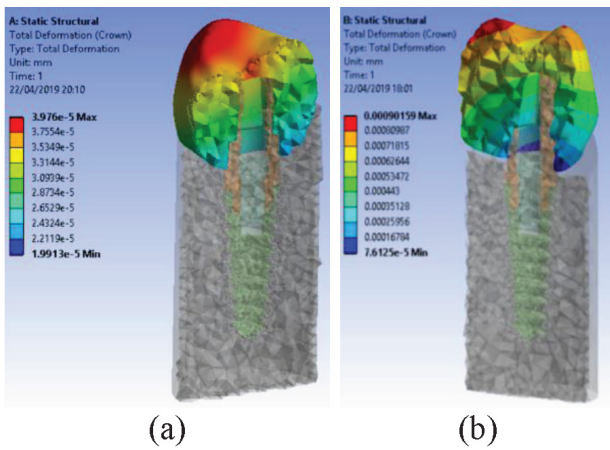 A: Static Structural
Total Deformation (Crown)
Type: Total Deformation
Unit: mm
Time: 1
22/04/2019 20:10
3.976e-5 Max
3.7554e-5
3.5349e-5
3.3144e-5
3.0939e-5
2.8734e-5
2.6529e-5
2.4324e-5
2.2119e-5
1.9913e-5 Min
B: Static Structural
Total Deformation (Crown)
Type: Total Deformation
Unit: mm
Time: 1
22/04/2019 18:01
0.00090159 Max
0.00080987
0.00071815
0.00062644
0.00053472
0.000443
0.00035128
0.00025956
0.00016784
7.6125e-5 Min
(a)
(b)